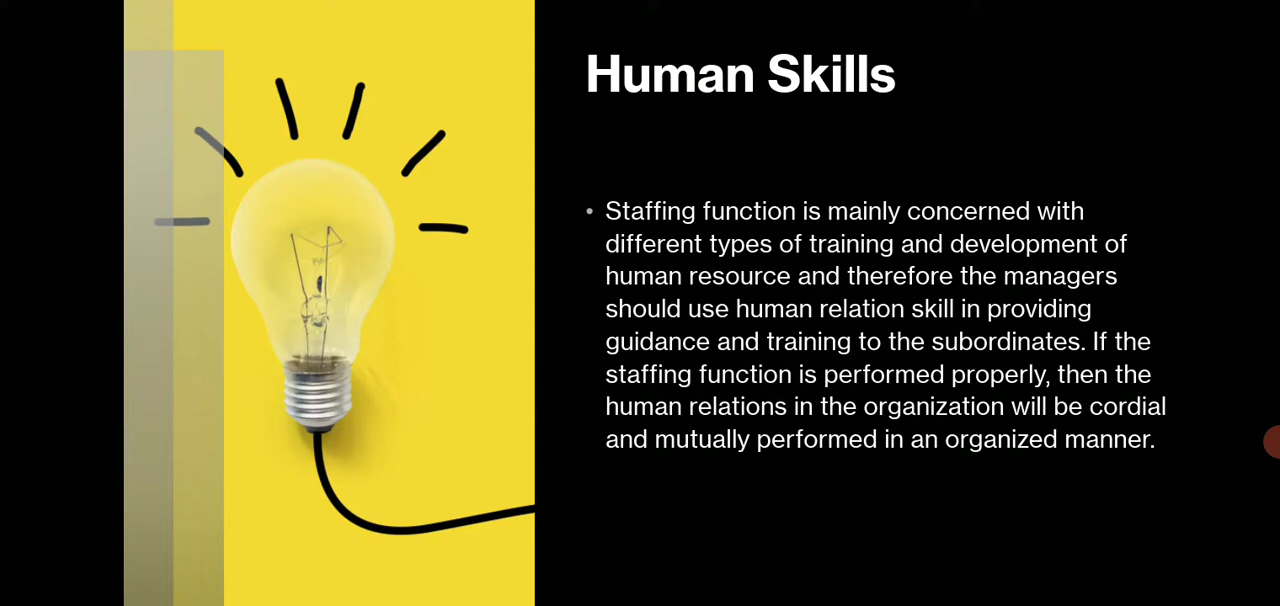 Human Skills
• Staffing function is mainly concerned with
different types of training and development of
human resource and therefore the managers
should use human relation skill in providing
guidance and training to the subordinates. If the
staffing function is performed properly, then the
human relations in the organization will be cordial
and mutually performed in an organized manner.